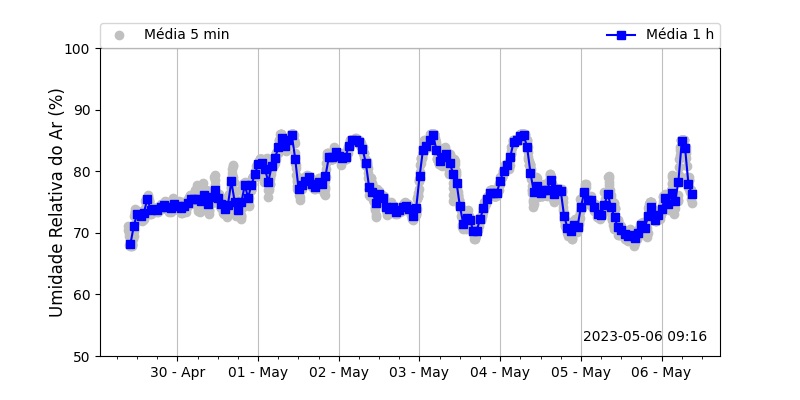 Média 5 min
Média 1 h
100
90
80
70
60
50
Umidade Relativa do Ar (%)
2023-05-06 09:16
30 - Apr
01 - May
02 - May
03 - May
04 - May
05 - May
06 - May